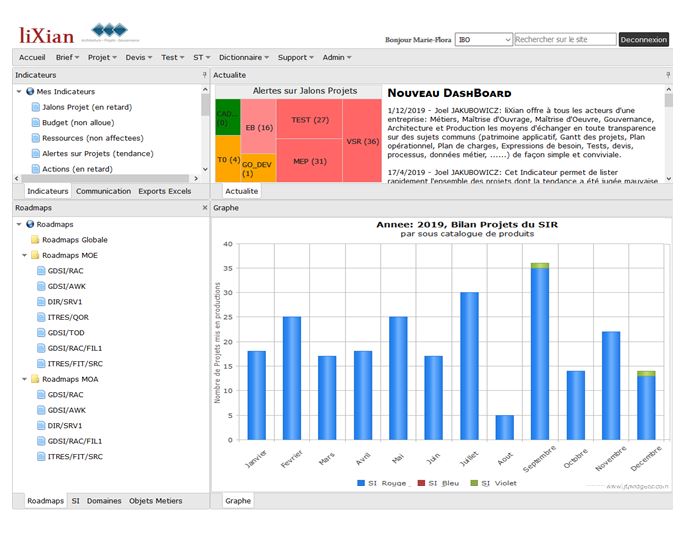 liXian
Architecture - Projets - Gouvernance
Bonjour Marie-Flora
IBO
Rechercher sur le site
Deconnexion
Accueil Brief Projet Devis Test ST Dictionnaire Support Admin
Indicateurs
Mes Indicateurs
Jalons Projet (en retard)
Budget (non alloue)
Ressources (non affectees)
Alertes sur Projets (tendance)
Actions (en retard)
Indicateurs Communication Exports Excels
Actualite
Alertes sur Jalons Projets
CAD...
(0)
EB (16)
TEST (27)
VSR (36)
T0 (4)
GO_DEV
(1)
MEP (31)
Nouveau DashBoard
1/12/2019 - Joel JAKUBOWICZ: liXian offre à tous les acteurs d'une
entreprise: Métiers, Maîtrise d'Ouvrage, Maîtrise d'Oeuvre, Gouvernance,
Architecture et Production les moyens d'échanger en toute transparence
sur des sujets communs (patrimoine applicatif, Gantt des projets, Plan
opérationnel, Plan de charges, Expressions de besoin, Tests, devis,
processus, données métier, ......) de façon simple et conviviale.
17/4/2019 - Joel JAKUBOWICZ: Cet Indicateur permet de lister
rapidement l'ensemble des projets dont la tendance a été jugée mauvaise
Actualite
Roadmaps
Roadmaps
Roadmaps Globale
Roadmaps MOE
GDSI/RAC
GDSI/AWK
DIR/SRV1
ITRES/QOR
GDSI/TOD
GDSI/RAC/FIL1
ITRES/FIT/SRC
Roadmaps MOA
GDSI/RAC
GDSI/AWK
DIR/SRV1
GDSI/RAC/FIL1
ITRES/FIT/SRC
Roadmaps SI Domaines Objets Metiers
Graphe
Annee: 2019, Bilan Projets du SIR
par sous catalogue de produits
Nombre de Projets mis en productions
40
35
30
25
20
15
10
5
0
Janvier Fevrier Mars Avril Mai Juin Juillet Aout Septembre Octobre Novembre Decembre
SI_Rouge SI_Bleu SI_Violet
Graphe